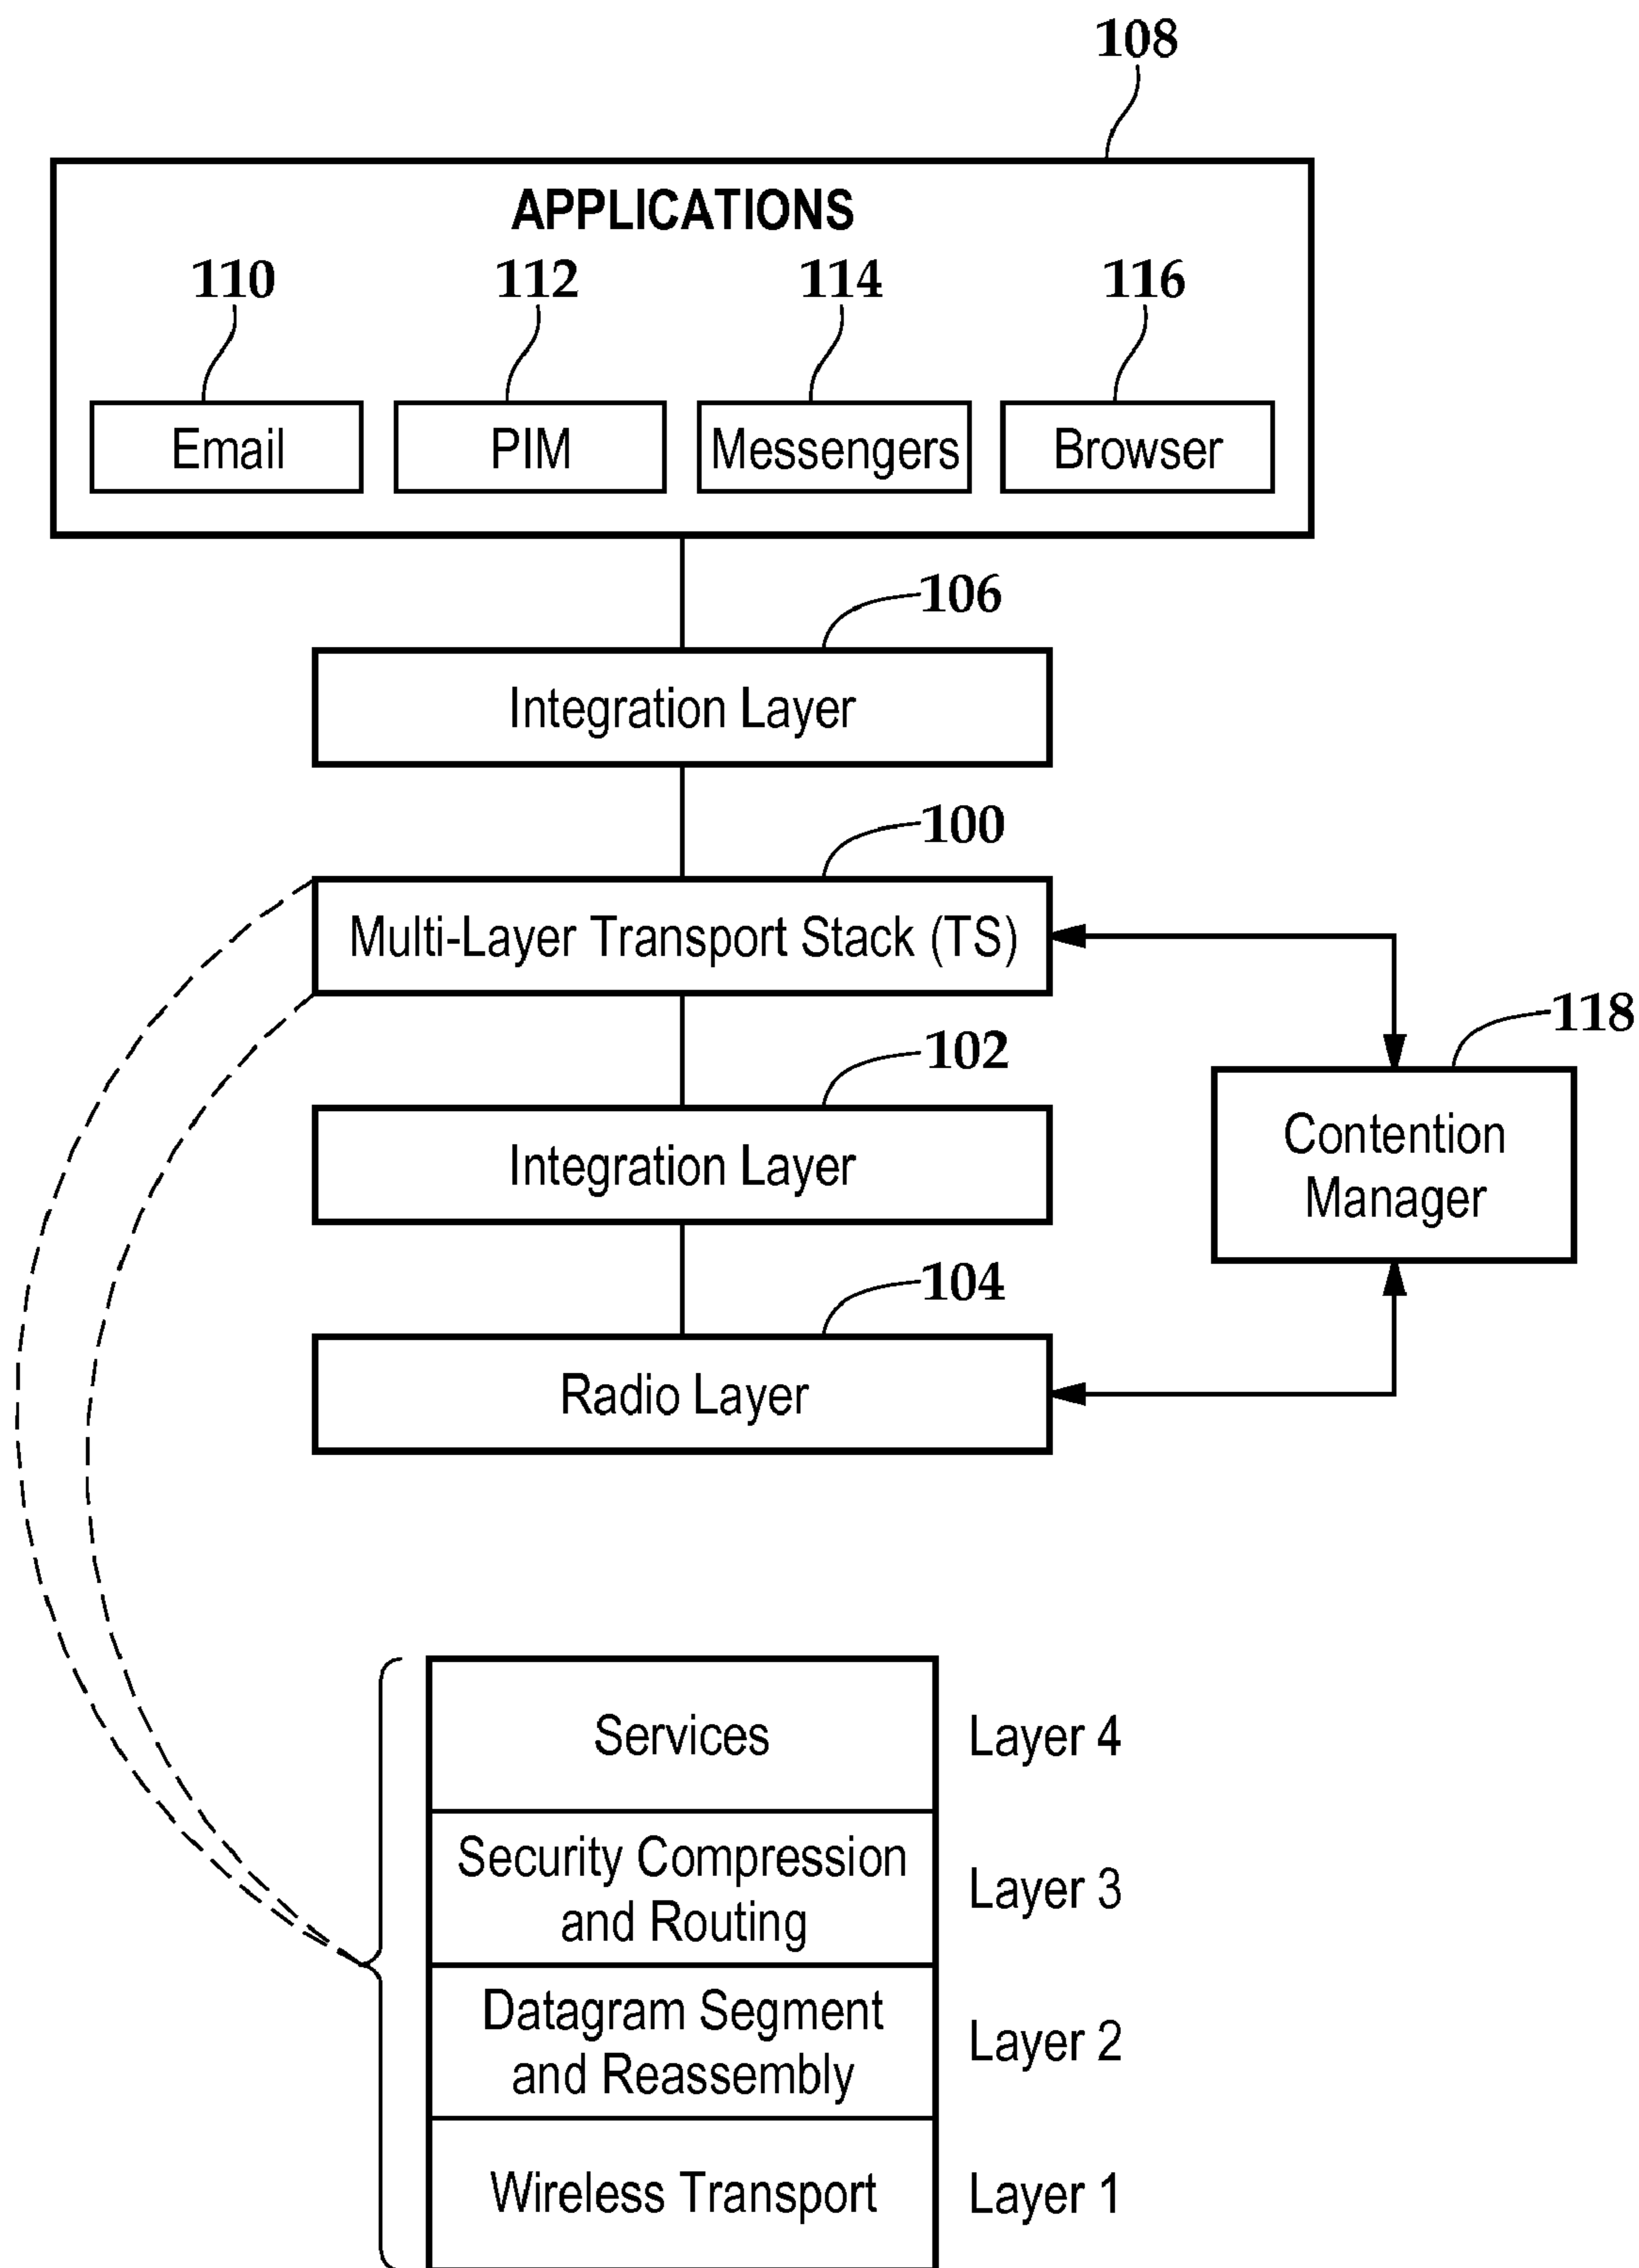 108
APPLICATIONS
110 112 114 116
Email PIM Messengers Browser
106
Integration Layer
100
Multi-Layer Transport Stack (TS)
118
102
Contention
Manager
Integration Layer
104
Radio Layer
Services
Layer 4
Security Compression
and Routing
Layer 3
Datagram Segment
and Reassembly
Layer 2
Wireless Transport
Layer 1